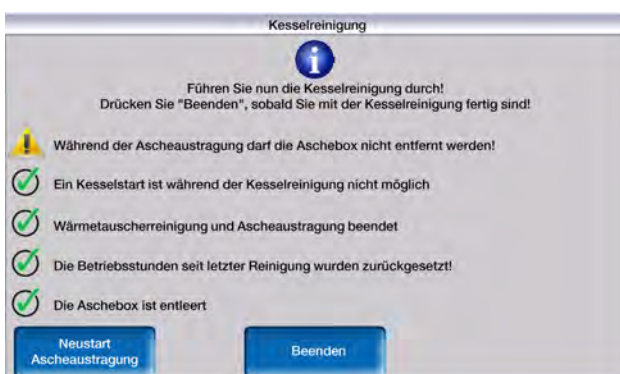 Kesselreinigung
Führen Sie nun die Kesselreinigung durch!
Drücken Sie "Beenden", sobald Sie mit der Kesselreinigung fertig sind!
Während der Ascheaustragung darf die Aschebox nicht entfernt werden!
Ein Kesselstart ist während der Kesselreinigung nicht möglich
Wärmetauscherreinigung und Ascheaustragung beendet
Die Betriebsstunden seit letzter Reinigung wurden zurückgesetzt!
Die Aschebox ist entleert
Neustart
Ascheaustragung
Beenden